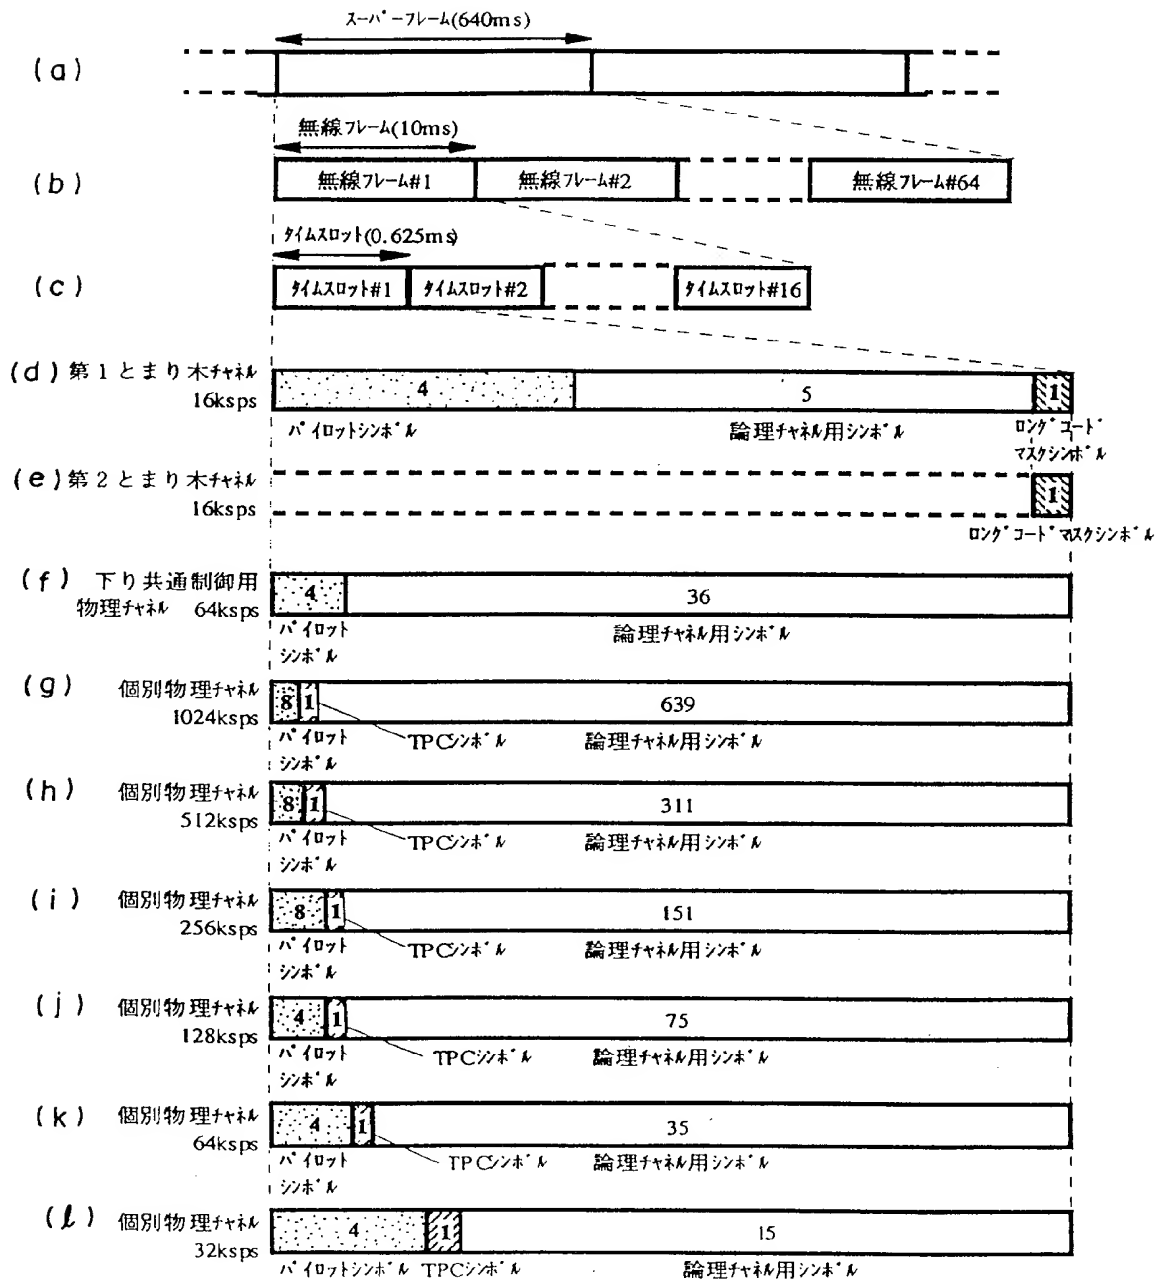 スーパーフレーム(640ms)
(a)
無線フレーム(10ms)
(b)
無線フレーム#1
無線フレーム#2
無線フレーム#64
タイムスロット(0.625ms)
(c)
タイムスロット#1
タイムスロット#2
タイムスロット#16
(d) 第1とまり木チャネル
16ksps
4
5
1
パイロットシンボル
論理チャネル用シンボル
ロングコード
マスクシンボル
(e) 第2とまり木チャネル
16ksps
1
ロングコードマスクシンボル
(f) 下り共通制御用
物理チャネル 64ksps
4
36
パイロット
シンボル
論理チャネル用シンボル
(g) 個別物理チャネル
1024ksps
8
1
639
パイロット
シンボル
TPCシンボル
論理チャネル用シンボル
(h) 個別物理チャネル
512ksps
8
1
311
パイロット
シンボル
TPCシンボル
論理チャネル用シンボル
(i) 個別物理チャネル
256ksps
8
1
151
パイロット
シンボル
TPCシンボル
論理チャネル用シンボル
(j) 個別物理チャネル
128ksps
4
1
75
パイロット
シンボル
TPCシンボル
論理チャネル用シンボル
(k) 個別物理チャネル
64ksps
4
1
35
パイロット
シンボル
TPCシンボル
論理チャネル用シンボル
(l) 個別物理チャネル
32ksps
4
1
15
パイロットシンボル
TPCシンボル
論理チャネル用シンボル